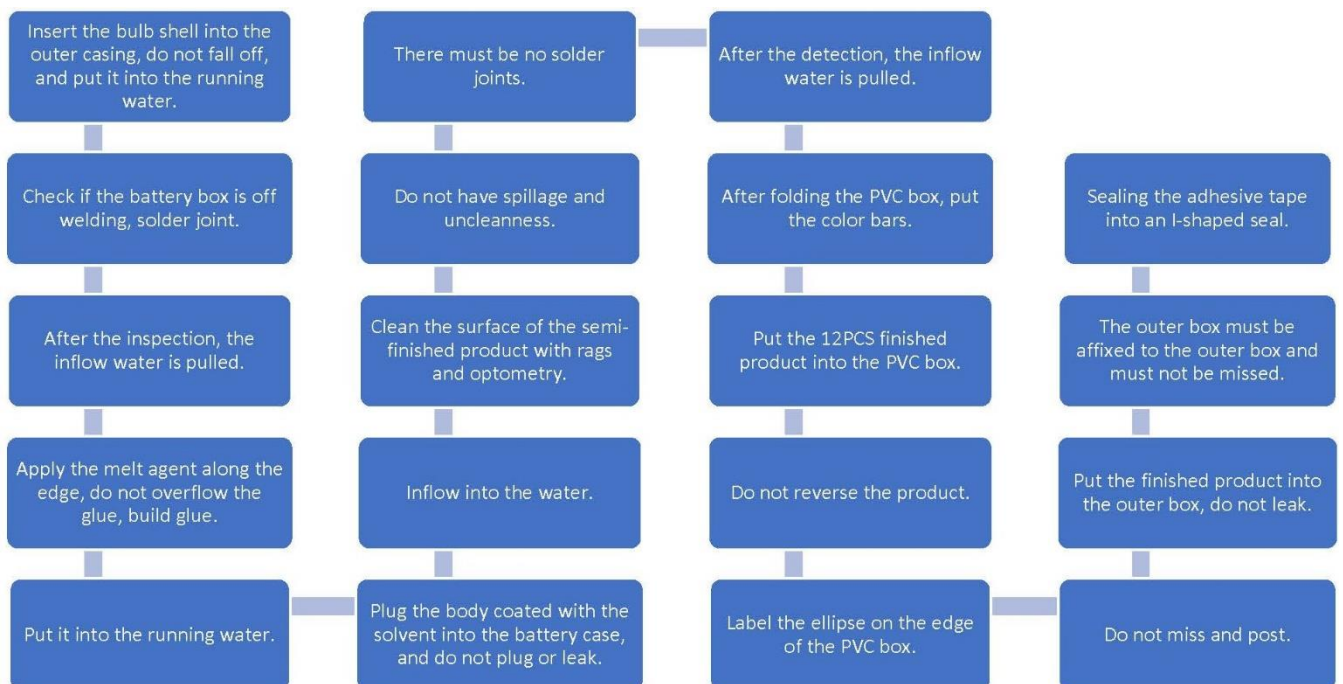 Insert the bulb shell into the
outer casing, do not fall off,
and put it into the running
water.
Check if the battery box is off
welding, solder joint.
After the inspection, the
inflow water is pulled.
Apply the melt agent along the
edge, do not overflow the
glue, build glue.
Put it into the running water.
Plug the body coated with the
solvent into the battery case,
and do not plug or leak.
Inflow into the water.
Clean the surface of the semi-
finished product with rags
and optometry.
Do not have spillage and
uncleanness.
There must be no solder
joints.
After the detection, the inflow
water is pulled.
After folding the PVC box, put
the color bars.
Put the 12PCS finished
product into the PVC box.
Do not reverse the product.
Label the ellipse on the edge
of the PVC box.
Do not miss and post.
Put the finished product into
the outer box, do not leak.
The outer box must be
affixed to the outer box and
must not be missed.
Sealing the adhesive tape
into an I-shaped seal.